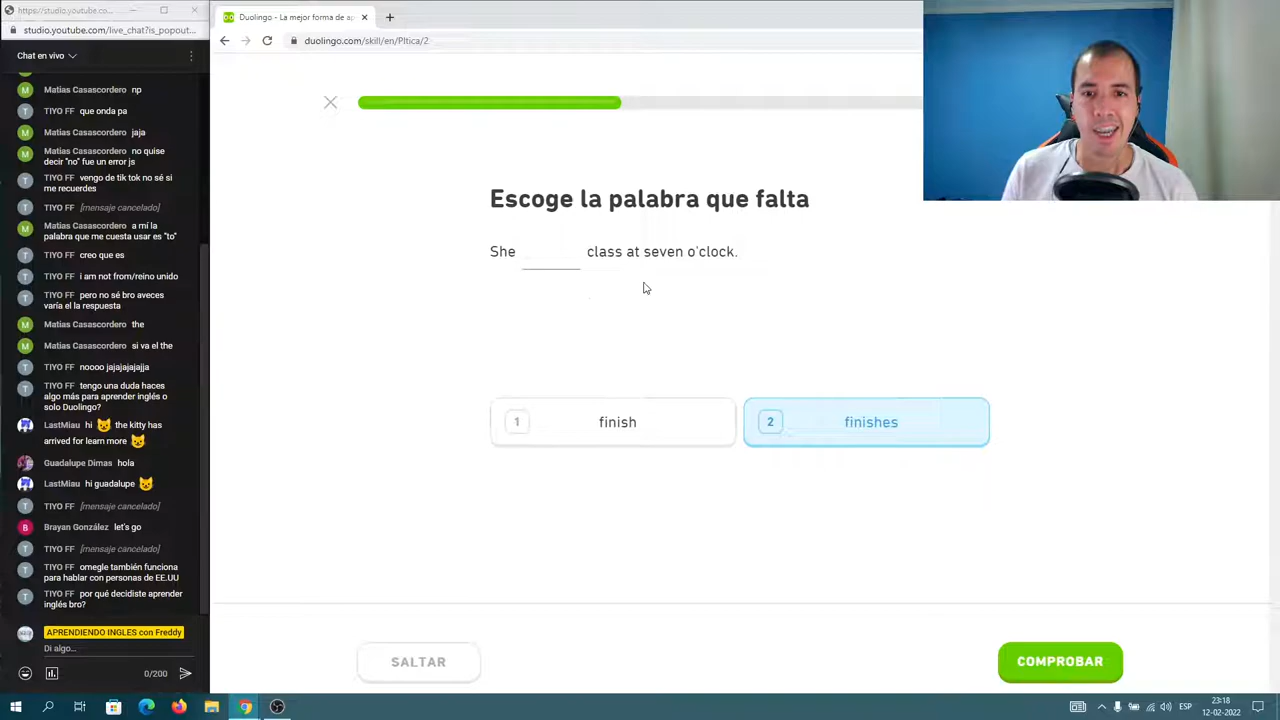 https://studio.youtube.co...
studio.youtube.com/live_chat?is_popout...
Chat en vivo
Matias Casascordero np
TIYO FF que onda pa
Matias Casascordero jaja
Matias Casascordero no quise
decir "no" fue un error js
TIYO FF vengo de tik tok no sé si
me recuerdes
TIYO FF [mensaje cancelado]
Matias Casascordero a mí la
palabra que me cuesta usar es "to"
TIYO FF creo que es
TIYO FF i am not from/reino unido
TIYO FF pero no sé bro aveces
varía el la respuesta
Matias Casascordero the
Matias Casascordero si va el the
TIYO FF noooo jajajajajajja
TIYO FF tengo una duda haces
algo más para aprender inglés o
solo Duolingo?
LastMiau hi 😺 the kitty has
arrived for learn more 😺
Guadalupe Dimas hola
LastMiau hi guadalupe 😺
TIYO FF [mensaje cancelado]
Brayan González let's go
TIYO FF [mensaje cancelado]
TIYO FF omegle también funciona
para hablar con personas de EE.UU
TIYO FF por qué decidiste aprender
inglés bro?
APRENDIENDO INGLES con Freddy
Di algo...
0/200
Duolingo - La mejor forma de ap
duolingo.com/skill/en/Pltica/2
Escoge la palabra que falta
She ______ class at seven o'clock.
1 finish
2 finishes
SALTAR
COMPROBAR
ESP
23:18
12-02-2022